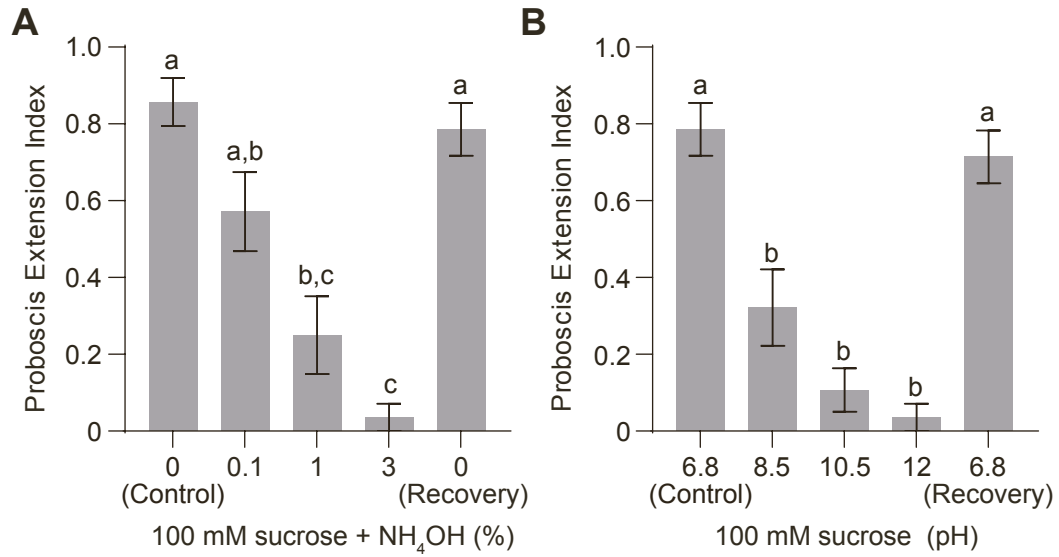 A
Proboscis Extension Index
1.0
0.8
0.6
0.4
0.2
0
a
a,b
b,c
c
a
0 0.1 1 3 0
(Control) (Recovery)
100 mM sucrose + NH₄OH (%)
B
Proboscis Extension Index
1.0
0.8
0.6
0.4
0.2
0
a
b
b
b
a
6.8 8.5 10.5 12 6.8
(Control) (Recovery)
100 mM sucrose (pH)